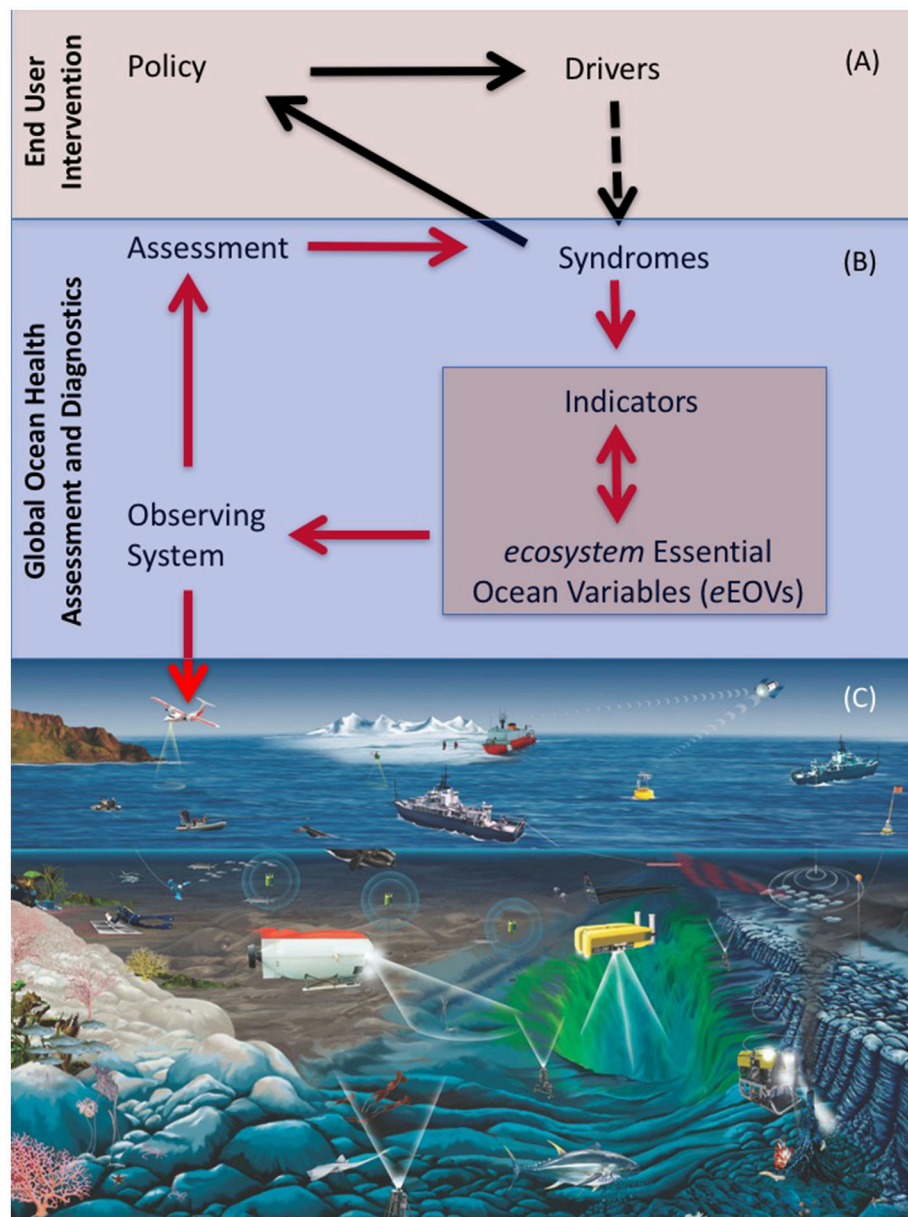 End User
Intervention
Policy
Drivers
(A)
Global Ocean Health
Assessment and Diagnostics
Assessment
Syndromes
(B)
Indicators
Observing
System
ecosystem Essential
Ocean Variables (eEOVs)
(C)